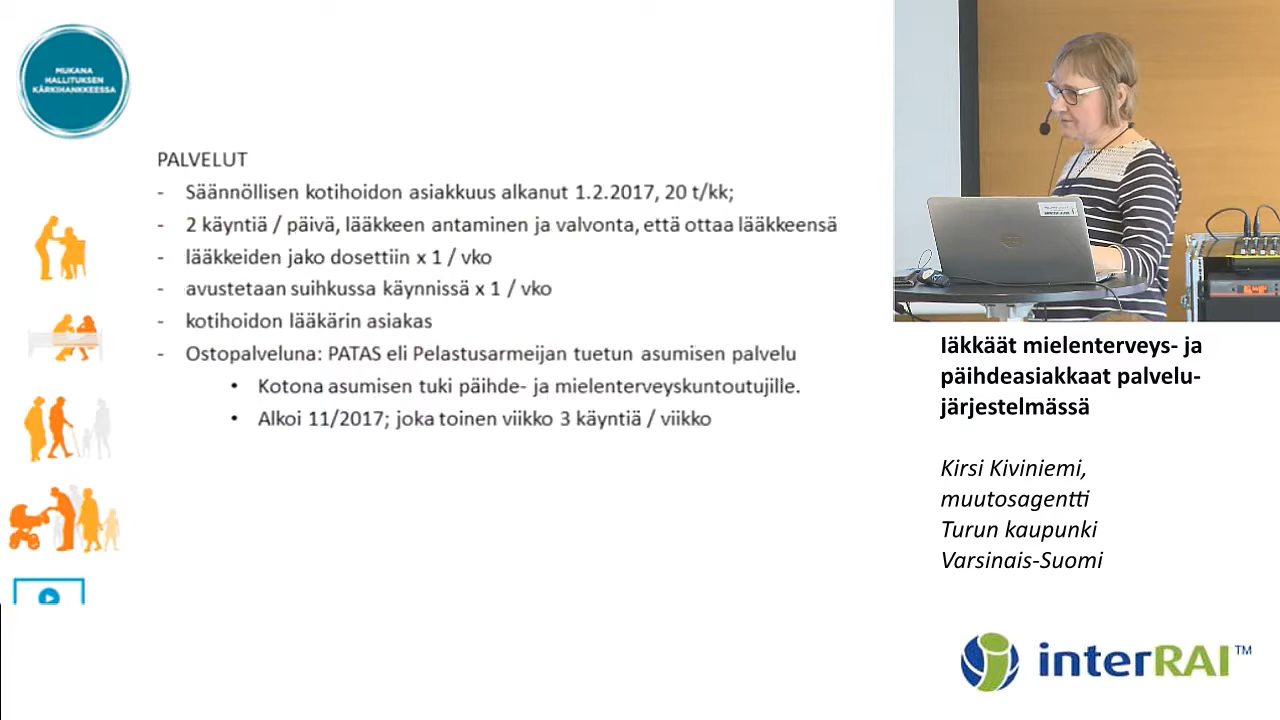 MUKANA
HALLITUKSEN
KÄRKIHANKKEESSA
PALVELUT
- Säännöllisen kotihoidon asiakkuus alkanut 1.2.2017, 20 t/kk;
- 2 käyntiä / päivä, lääkkeen antaminen ja valvonta, että ottaa lääkkeensä
- lääkkeiden jako dosettiin x 1 / vko
- avustetaan suihkussa käynnissä x 1 / vko
- kotihoidon lääkärin asiakas
- Ostopalveluna: PATAS eli Pelastusarmeijan tuetun asumisen palvelu
• Kotona asumisen tuki päihde- ja mielenterveyskuntoutujille.
• Alkoi 11/2017; joka toinen viikko 3 käyntiä / viikko
Iäkkäät mielenterveys- ja
päihdeasiakkaat palvelu-
järjestelmässä
Kirsi Kiviniemi,
muutosagentti
Turun kaupunki
Varsinais-Suomi
interRAI™